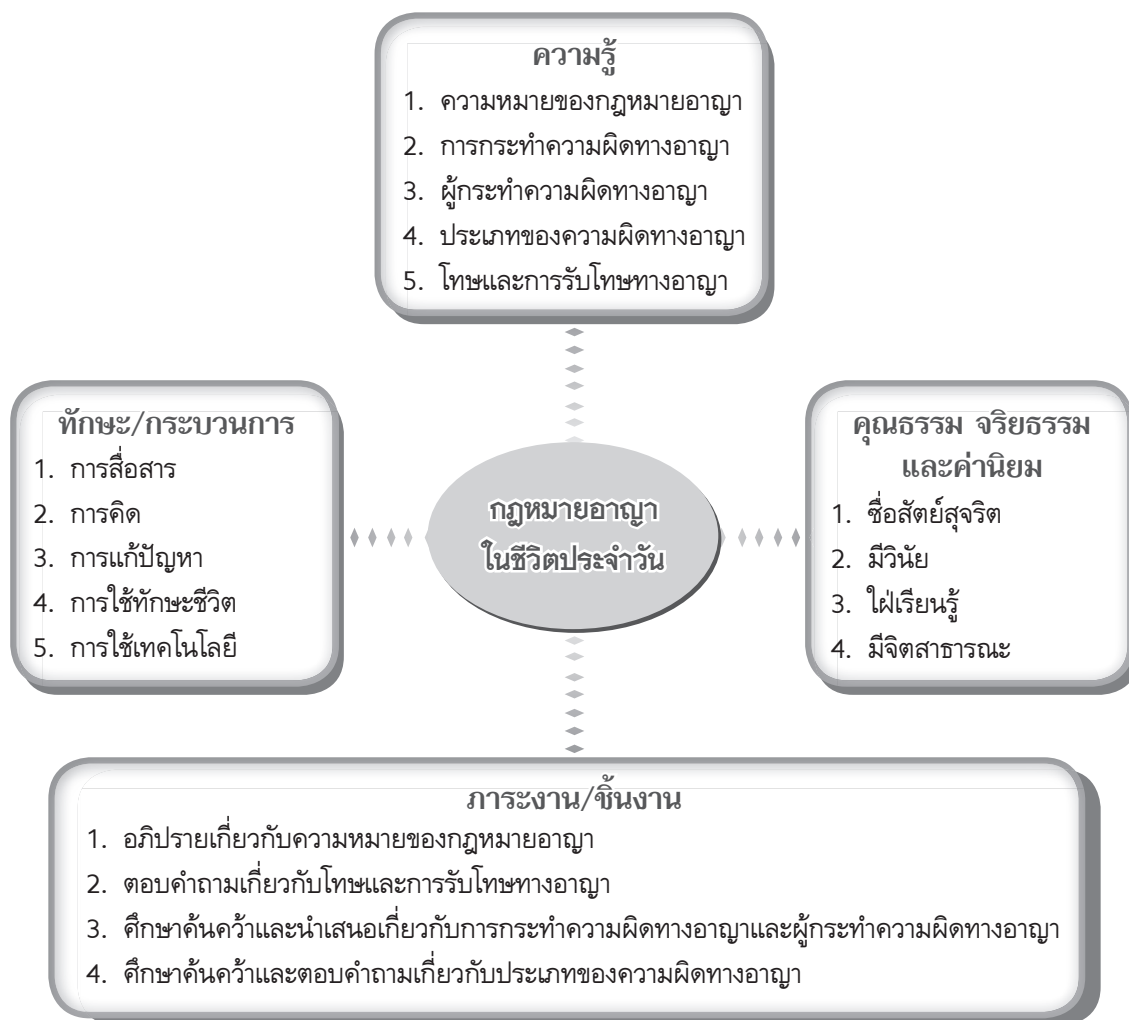 ความรู้
1. ความหมายของกฎหมายอาญา
2. การกระทำความผิดทางอาญา
3. ผู้กระทำความผิดทางอาญา
4. ประเภทของความผิดทางอาญา
5. โทษและการรับโทษทางอาญา
ทักษะ/กระบวนการ
1. การสื่อสาร
2. การคิด
3. การแก้ปัญหา
4. การใช้ทักษะชีวิต
5. การใช้เทคโนโลยี
กฎหมายอาญา
ในชีวิตประจำวัน
คุณธรรม จริยธรรม
และค่านิยม
1. ซื่อสัตย์สุจริต
2. มีวินัย
3. ใฝ่เรียนรู้
4. มีจิตสาธารณะ
ภาระงาน/ชิ้นงาน
1. อภิปรายเกี่ยวกับความหมายของกฎหมายอาญา
2. ตอบคำถามเกี่ยวกับโทษและการรับโทษทางอาญา
3. ศึกษาค้นคว้าและนำเสนอเกี่ยวกับการกระทำความผิดทางอาญาและผู้กระทำความผิดทางอาญา
4. ศึกษาค้นคว้าและตอบคำถามเกี่ยวกับประเภทของความผิดทางอาญา